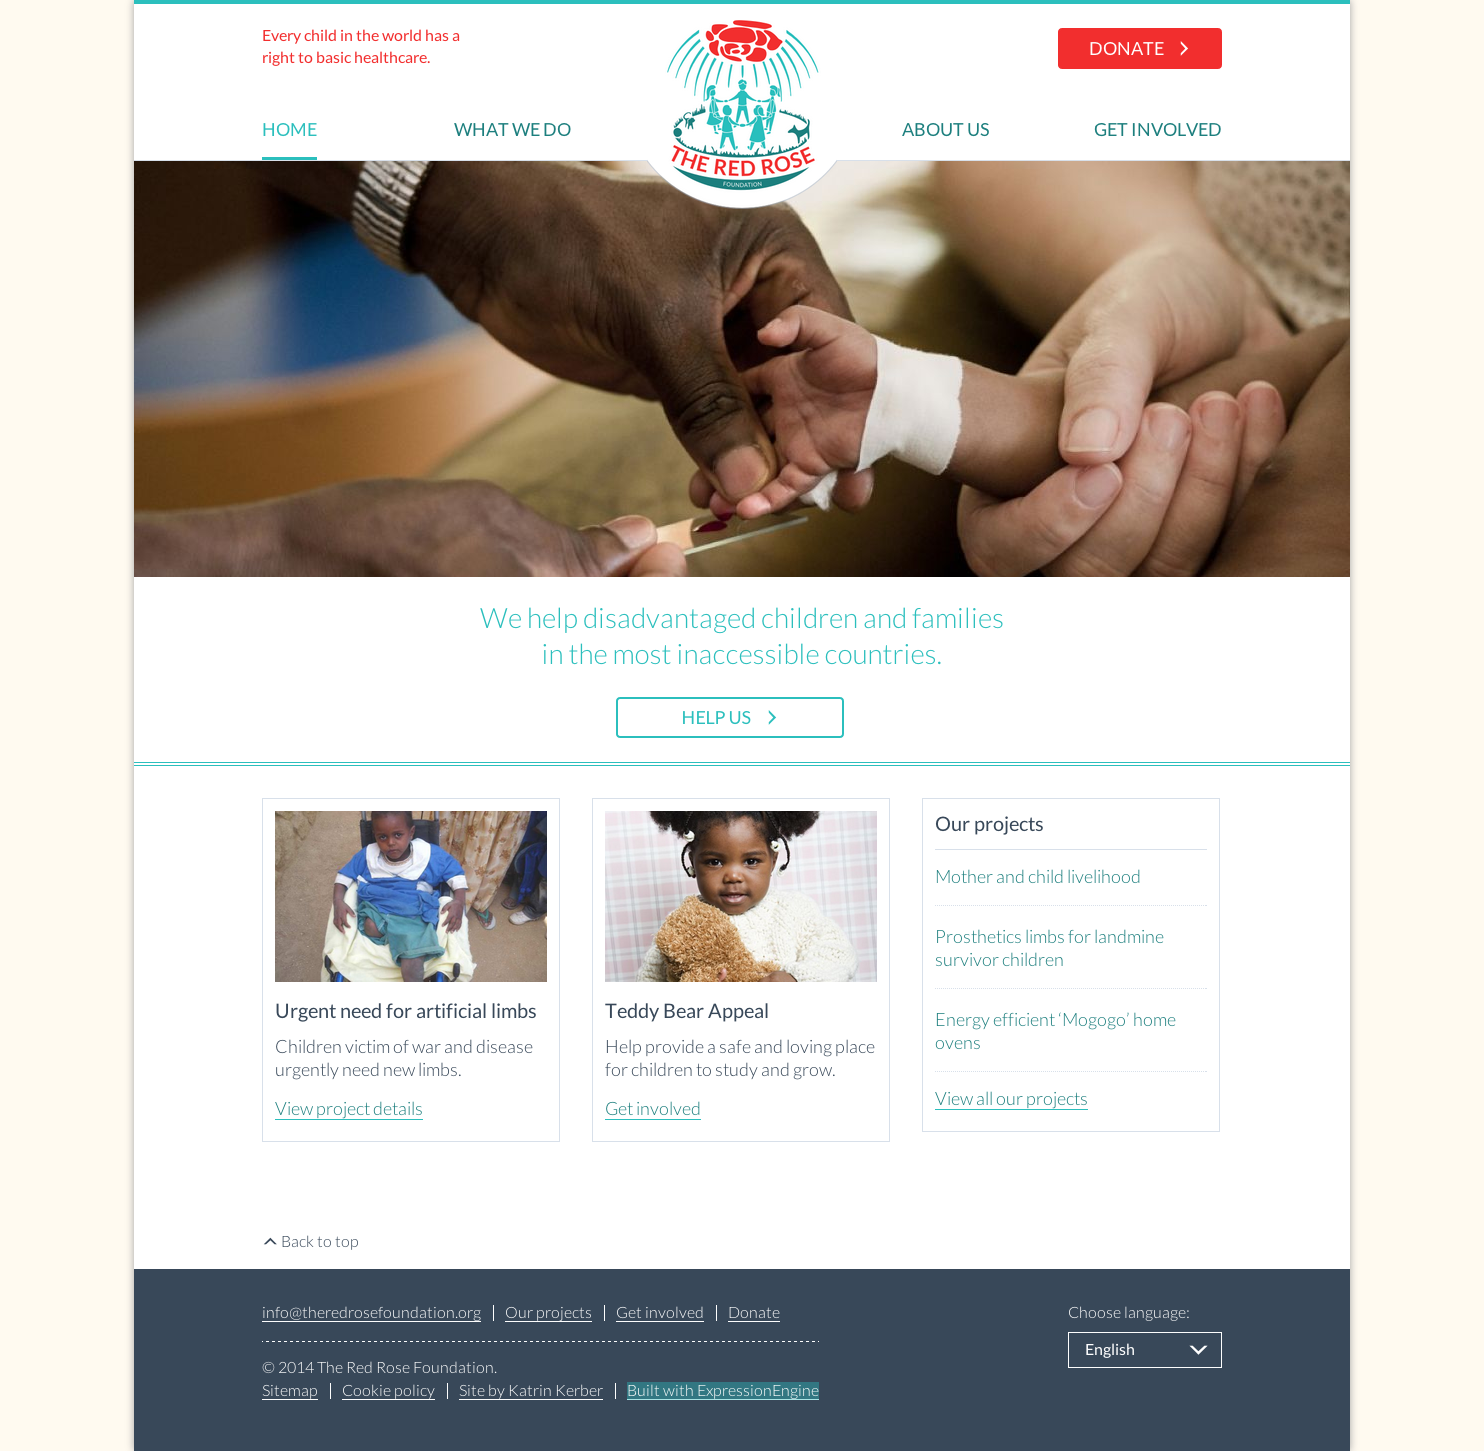 Every child in the world has a
right to basic healthcare.
DONATE
HOME
WHAT WE DO
THE RED ROSE
FOUNDATION
ABOUT US
GET INVOLVED
We help disadvantaged children and families
in the most inaccessible countries.
HELP US
Urgent need for artificial limbs
Children victim of war and disease
urgently need new limbs.
View project details
Teddy Bear Appeal
Help provide a safe and loving place
for children to study and grow.
Get involved
Our projects
Mother and child livelihood
Prosthetics limbs for landmine
survivor children
Energy efficient ‘Mogogo’ home
ovens
View all our projects
Back to top
info@theredrosefoundation.org | Our projects | Get involved | Donate
© 2014 The Red Rose Foundation.
Sitemap | Cookie policy | Site by Katrin Kerber | Built with ExpressionEngine
Choose language:
English